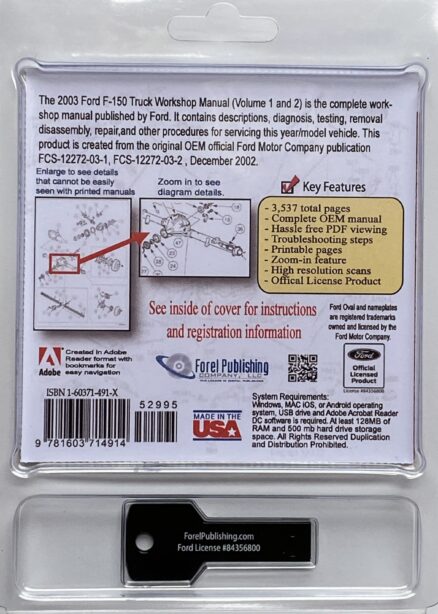 The 2003 Ford F-150 Truck Workshop Manual (Volume 1 and 2) is the complete work-
shop manual published by Ford. It contains descriptions, diagnosis, testing, removal
disassembly, repair,and other procedures for servicing this year/model vehicle. This
product is created from the original OEM official Ford Motor Company publication
FCS-12272-03-1, FCS-12272-03-2 , December 2002.
Enlarge to see details
that cannot be easily
seen with printed manuals
Zoom in to see
diagram details.
Key Features
- 3,537 total pages
- Complete OEM manual
- Hassle free PDF viewing
- Troubleshooting steps
- Printable pages
- Zoom-in feature
- High resolution scans
- Offical License Product
See inside of cover for instructions
and registration information
Ford Oval and nameplates
are registered trademarks
owned and licensed by the
Ford Motor Company.
Adobe
Created in Adobe
Reader format with
bookmarks for
easy navigation
Forel Publishing
COMPANY, LLC
Ford
Official
Licensed
Product
License #84356800
ISBN 1-60371-491-X
52995
9 781603 714914
MADE IN THE
USA
System Requirements:
Windows, MAC iOS, or Android operating
system, USB drive and Adobe Acrobat Reader
DC software is required. At least 128MB of
RAM and 500 mb hard drive storage
space. All Rights Reserved Duplication
and Distribution Prohibited.
ForelPublishing.com
Ford License #84356800